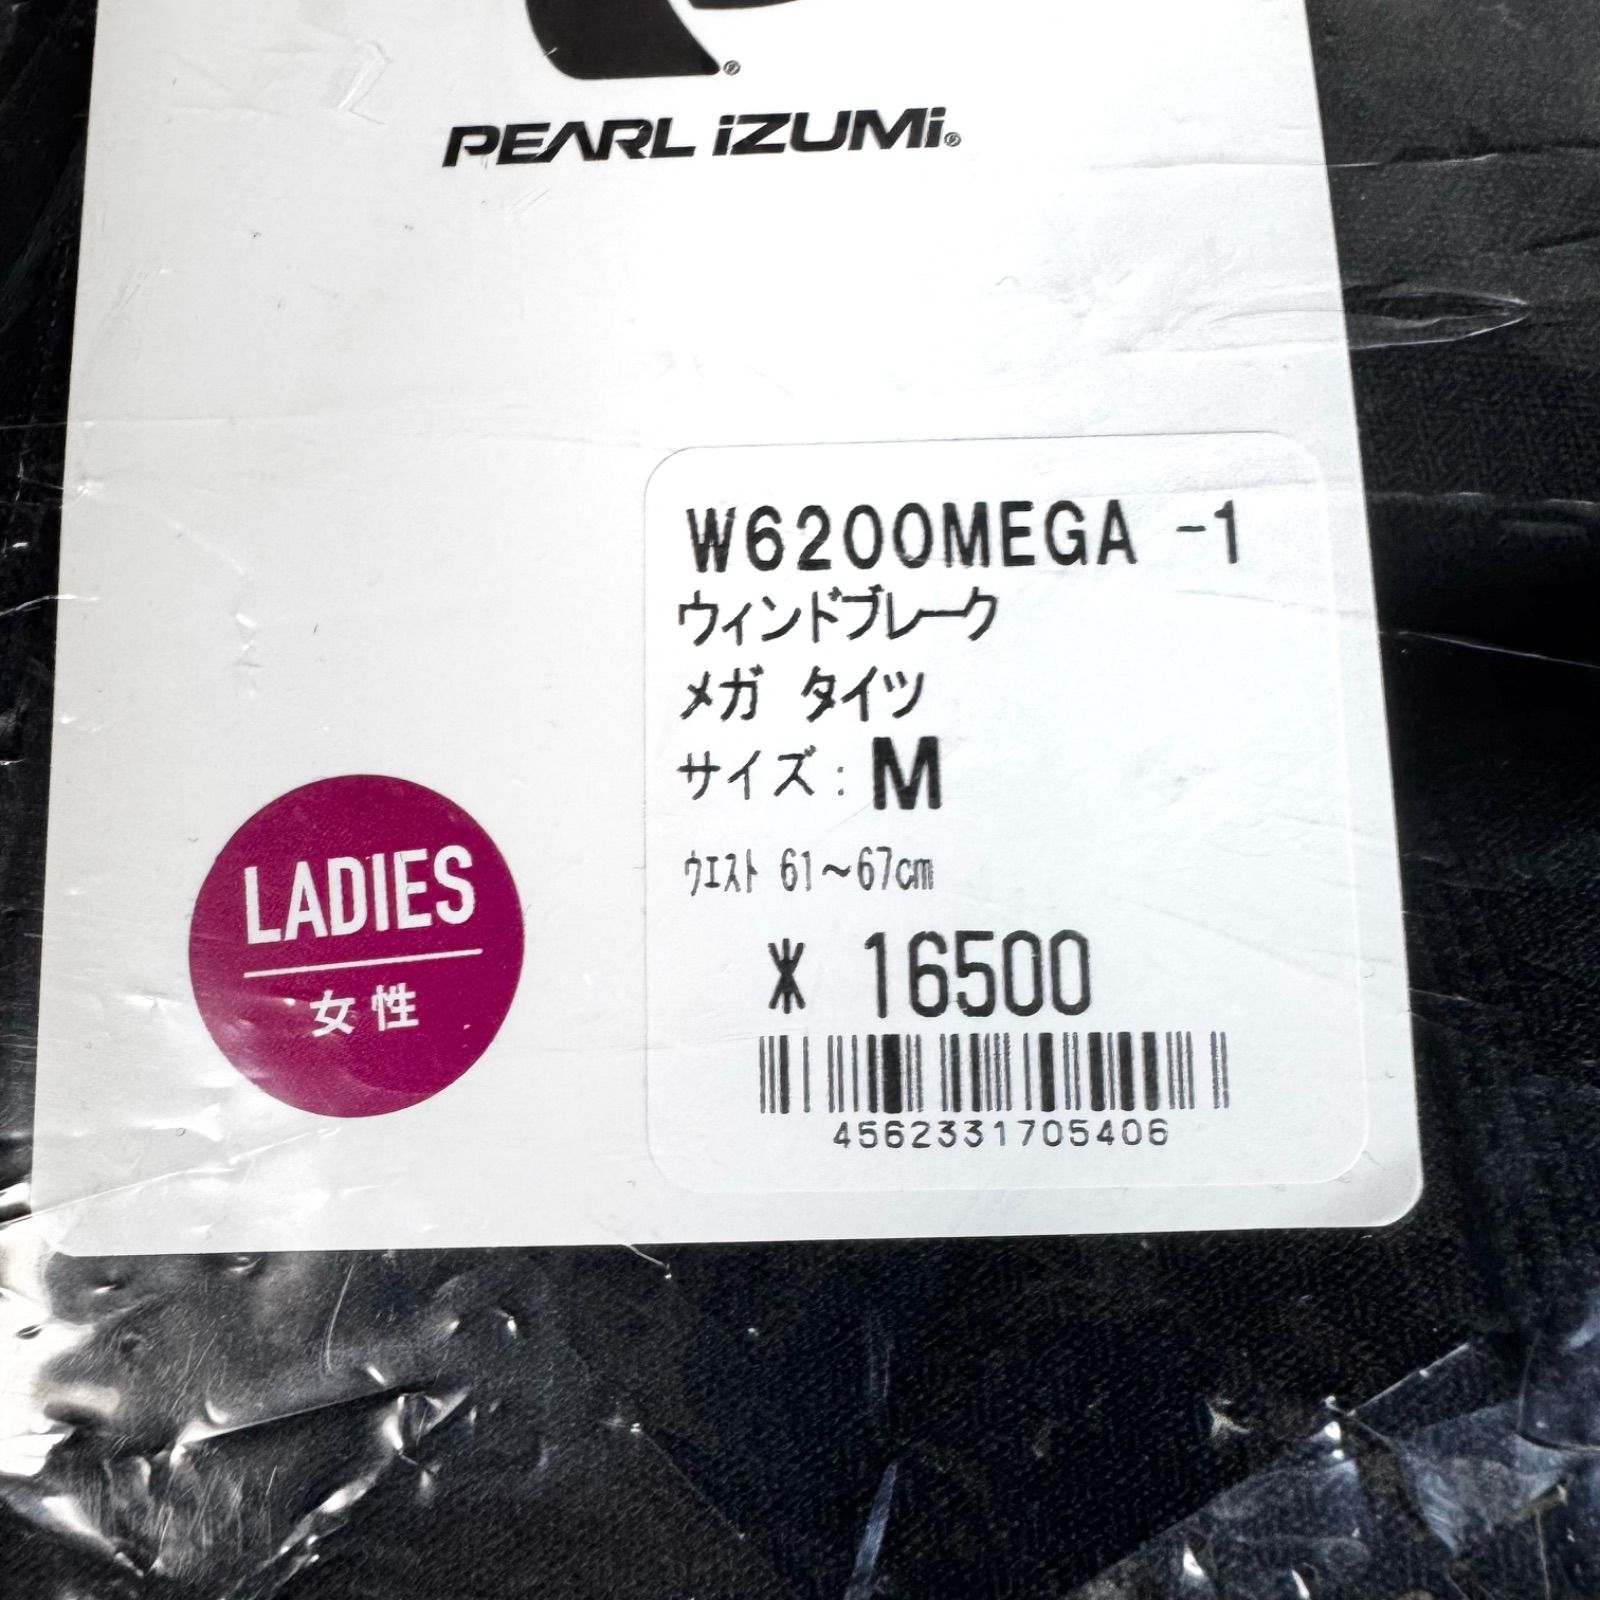 PEARL iZUMi®
W6200MEGA -1
ウィンドブレーク
メガ タイツ
サイズ: M
ウエスト 61～67cm
¥ 16500
4562331705406
LADIES
女性